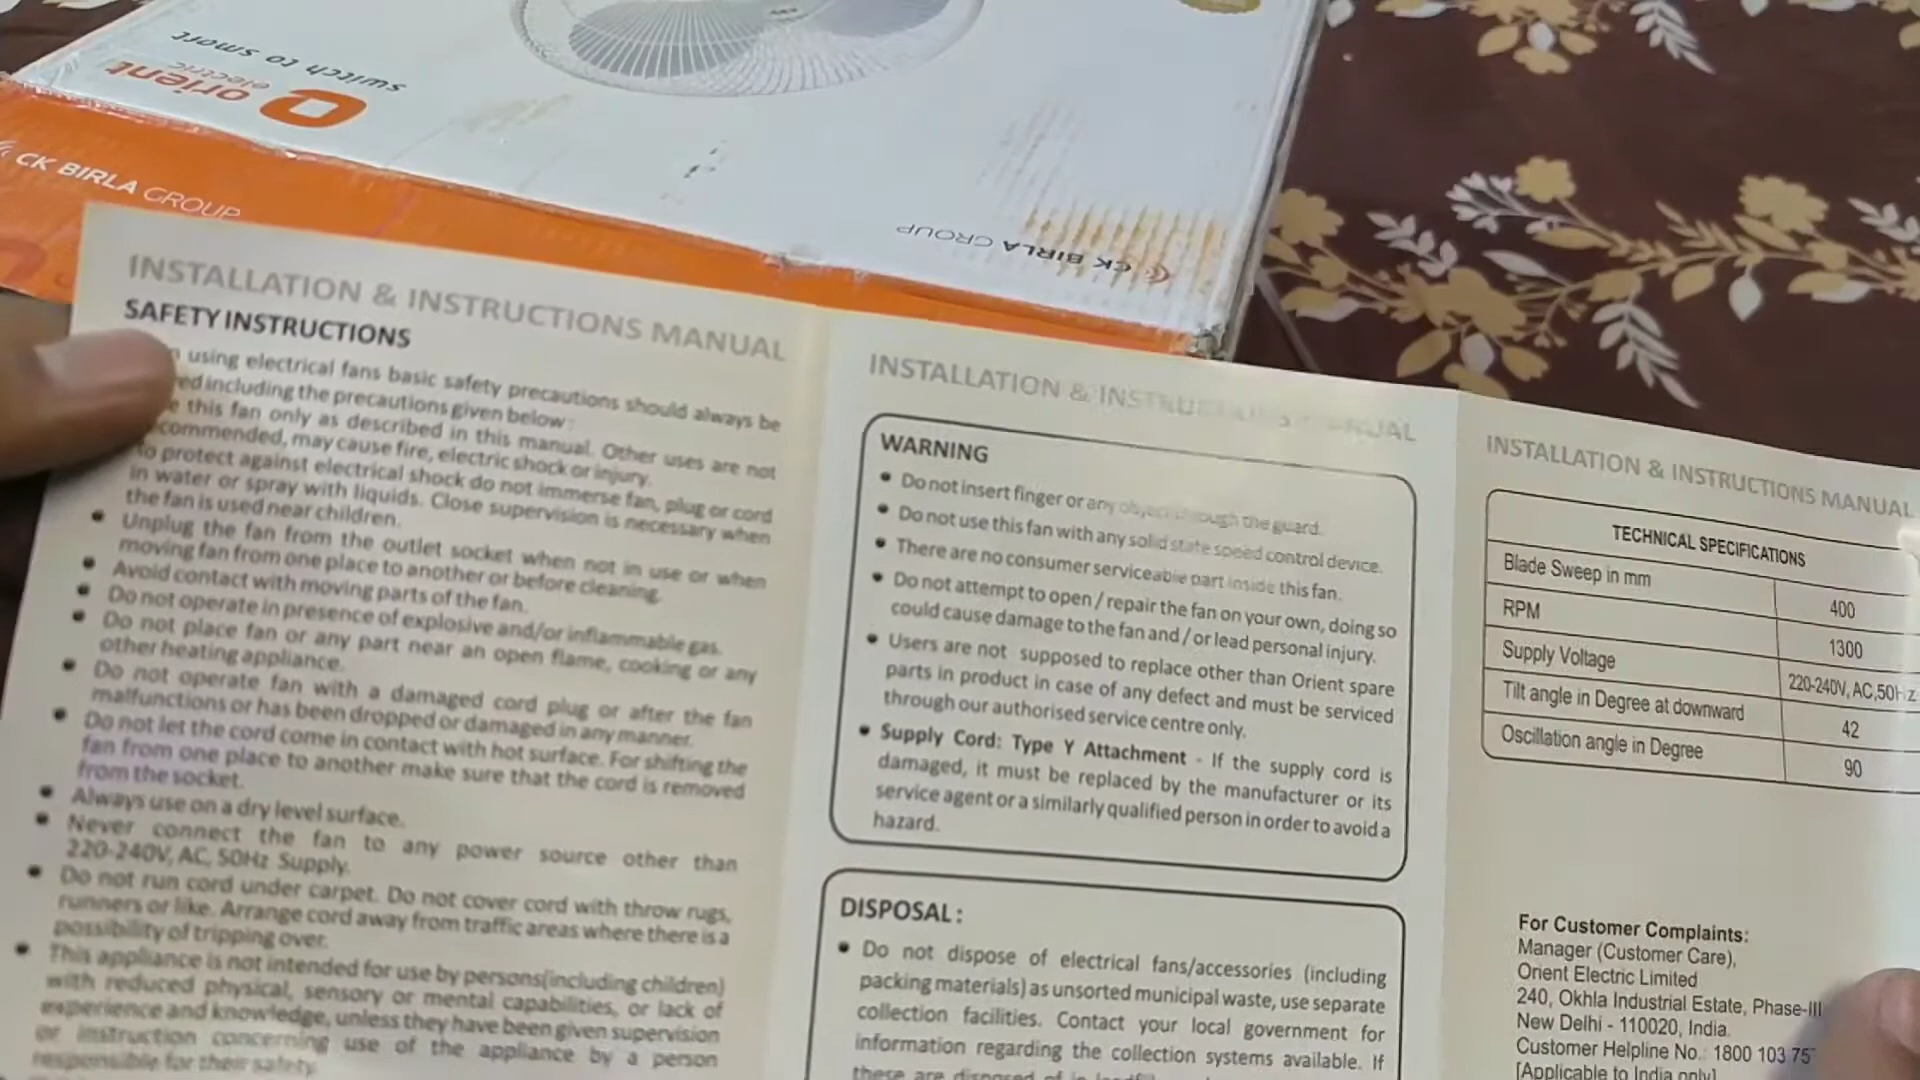 switch to smart
orient
electric
CK BIRLA GROUP
CK BIRLA GROUP
INSTALLATION & INSTRUCTIONS MANUAL
SAFETY INSTRUCTIONS
using electrical fans basic safety precautions should always be
including the precautions given below:
this fan only as described in this manual. Other uses are not
commended, may cause fire, electric shock or injury.
To protect against electrical shock do not immerse fan, plug or cord
in water or spray with liquids. Close supervision is necessary when
the fan is used near children.
• Unplug the fan from the outlet socket when not in use or when
moving fan from one place to another or before cleaning.
• Avoid contact with moving parts of the fan.
• Do not operate in presence of explosive and/or inflammable gas.
• Do not place fan or any part near an open flame, cooking or any
other heating appliance.
• Do not operate fan with a damaged cord plug or after the fan
malfunctions or has been dropped or damaged in any manner.
• Do not let the cord come in contact with hot surface. For shifting the
fan from one place to another make sure that the cord is removed
from the socket.
• Always use on a dry level surface.
• Never connect the fan to any power source other than
220-240V, AC, 50Hz Supply.
• Do not run cord under carpet. Do not cover cord with throw rugs,
runners or like. Arrange cord away from traffic areas where there is a
possibility of tripping over.
• This appliance is not intended for use by persons(including children)
with reduced physical, sensory or mental capabilities, or lack of
experience and knowledge, unless they have been given supervision
or instruction concerning use of the appliance by a person
responsible for their safety.
INSTALLATION & INSTRUCTIONS MANUAL
WARNING
• Do not insert finger or any object through the guard.
• Do not use this fan with any solid state speed control device.
• There are no consumer serviceable part inside this fan.
• Do not attempt to open / repair the fan on your own, doing so
could cause damage to the fan and / or lead personal injury.
• Users are not supposed to replace other than Orient spare
parts in product in case of any defect and must be serviced
through our authorised service centre only.
• Supply Cord: Type Y Attachment - If the supply cord is
damaged, it must be replaced by the manufacturer or its
service agent or a similarly qualified person in order to avoid a
hazard.
DISPOSAL:
• Do not dispose of electrical fans/accessories (including
packing materials) as unsorted municipal waste, use separate
collection facilities. Contact your local government for
information regarding the collection systems available. If
these are disposed of in
INSTALLATION & INSTRUCTIONS MANUAL
TECHNICAL SPECIFICATIONS
Blade Sweep in mm 400
RPM 1300
Supply Voltage 220-240V, AC,50Hz
Tilt angle in Degree at downward 42
Oscillation angle in Degree 90
For Customer Complaints:
Manager (Customer Care),
Orient Electric Limited
240, Okhla Industrial Estate, Phase-III
New Delhi - 110020, India.
Customer Helpline No.: 1800 103 75
[Applicable to India only]